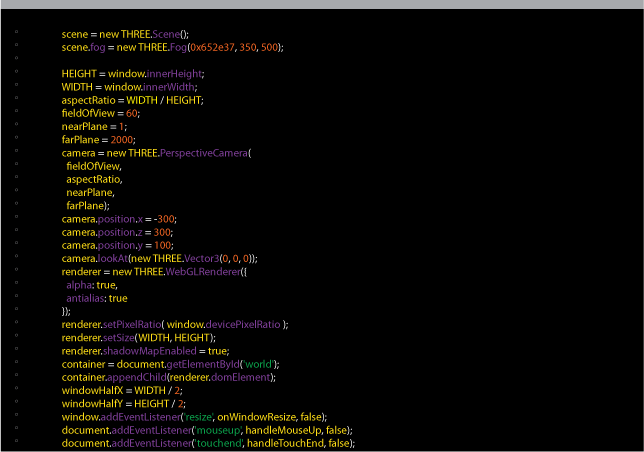 scene = new THREE.Scene();
scene.fog = new THREE.Fog(0x652e37, 350, 500);
HEIGHT = window.innerHeight;
WIDTH = window.innerWidth;
aspectRatio = WIDTH / HEIGHT;
fieldOfView = 60;
nearPlane = 1;
farPlane = 2000;
camera = new THREE.PerspectiveCamera(
fieldOfView,
aspectRatio,
nearPlane,
farPlane);
camera.position.x = -300;
camera.position.z = 300;
camera.position.y = 100;
camera.lookAt(new THREE.Vector3(0, 0, 0));
renderer = new THREE.WebGLRenderer({
alpha: true,
antialias: true
});
renderer.setPixelRatio( window.devicePixelRatio );
renderer.setSize(WIDTH, HEIGHT);
renderer.shadowMapEnabled = true;
container = document.getElementById('world');
container.appendChild(renderer.domElement);
windowHalfX = WIDTH / 2;
windowHalfY = HEIGHT / 2;
window.addEventListener('resize', onWindowResize, false);
document.addEventListener('mouseup', handleMouseUp, false);
document.addEventListener('touchend', handleTouchEnd, false);